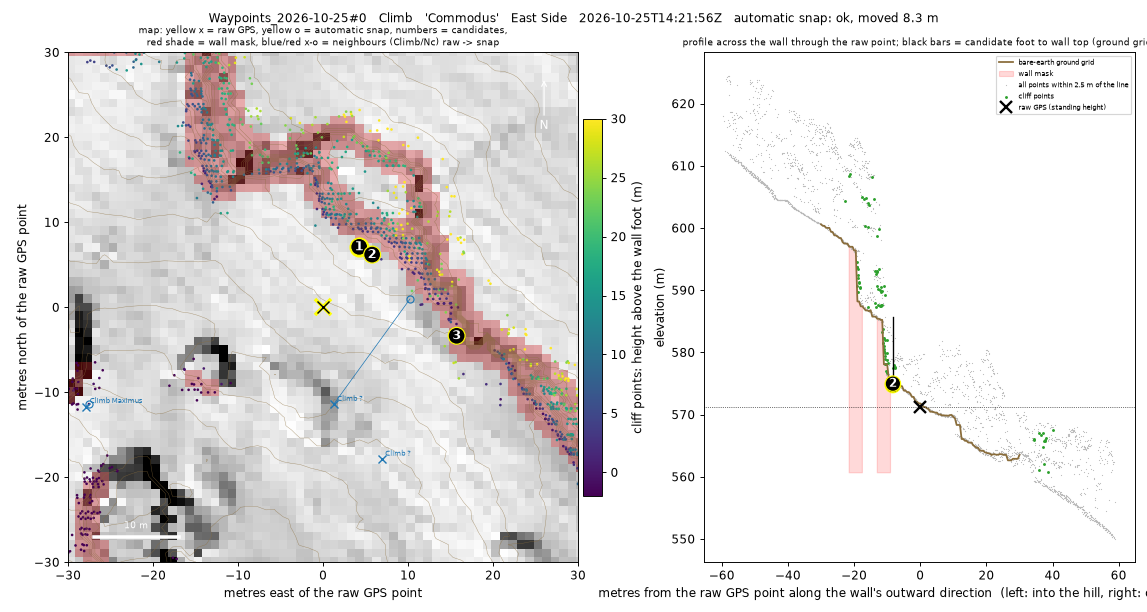 Waypoints_2026-10-25#0   Climb   'Commodus'   East Side   2026-10-25T14:21:56Z   automatic snap: ok, moved 8.3 m
map: yellow x = raw GPS, yellow o = automatic snap, numbers = candidates,
red shade = wall mask, blue/red x-o = neighbours (Climb/Nc) raw -> snap
profile across the wall through the raw point; black bars = candidate foot to wall top (ground gri
30
20
10
0
−10
−20
−30
metres north of the raw GPS point
N
1
2
3
Climb Maximus
Climb ?
Climb ?
10 m
−30
−20
−10
0
10
20
30
metres east of the raw GPS point
30
25
20
15
10
5
0
cliff points: height above the wall foot (m)
bare-earth ground grid
wall mask
all points within 2.5 m of the line
cliff points
raw GPS (standing height)
620
610
600
590
580
570
560
550
elevation (m)
2
−60
−40
−20
0
20
40
60
metres from the raw GPS point along the wall's outward direction  (left: into the hill, right: